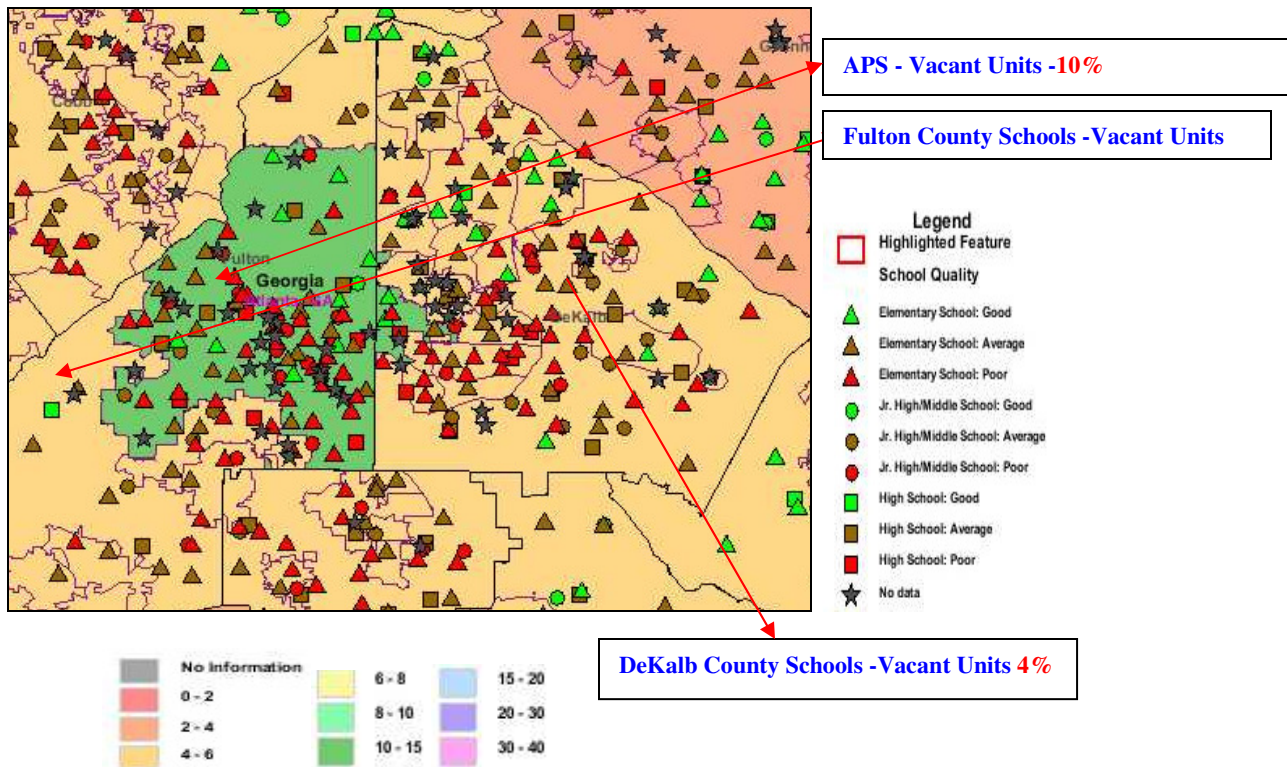 Gwinn
Cobb
Fulton
Georgia
Atlanta, GA
DeKalb
APS - Vacant Units -10%
Fulton County Schools -Vacant Units
Legend
Highlighted Feature
School Quality
Elementary School: Good
Elementary School: Average
Elementary School: Poor
Jr. High/Middle School: Good
Jr. High/Middle School: Average
Jr. High/Middle School: Poor
High School: Good
High School: Average
High School: Poor
No data
DeKalb County Schools -Vacant Units 4%
No Information
0 - 2
2 - 4
4 - 6
6 - 8
8 - 10
10 - 15
15 - 20
20 - 30
30 - 40